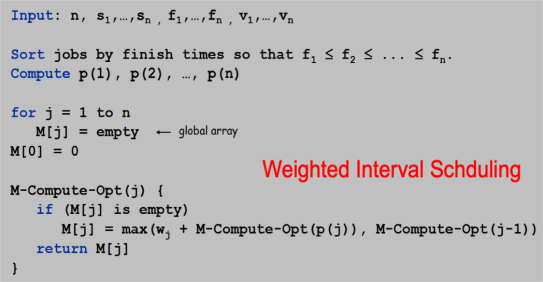 Input: n, s1,…,sn , f1,…,fn , v1,…,vn
Sort jobs by finish times so that f1 ≤ f2 ≤ ... ≤ fn.
Compute p(1), p(2), …, p(n)
for j = 1 to n
M[j] = empty ← global array
M[0] = 0
Weighted Interval Schduling
M-Compute-Opt(j) {
if (M[j] is empty)
M[j] = max(wj + M-Compute-Opt(p(j)), M-Compute-Opt(j-1))
return M[j]
}